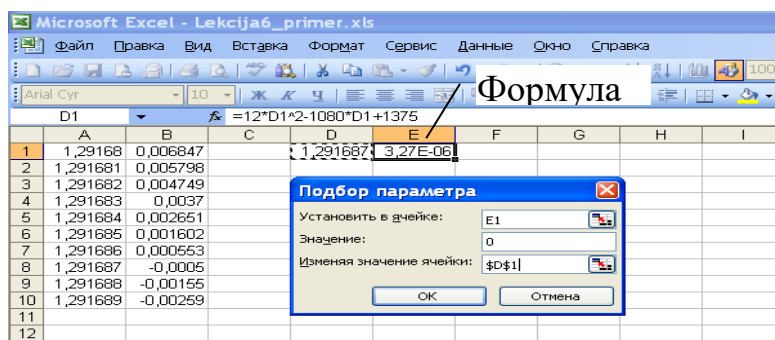 Microsoft Excel - Lekcija6_primer.xls
Файл Правка Вид Вставка Формат Сервис Данные Окно Справка
100
Arial Cyr 10 Ж К Ч
Формула
D1 fx =12*D1^2-1080*D1+1375
A B C D E F G H I
1 1,29168 0,006847 1,291687 3,27E-06
2 1,291681 0,005798
3 1,291682 0,004749
4 1,291683 0,0037
5 1,291684 0,002651
6 1,291685 0,001602
7 1,291686 0,000553
8 1,291687 -0,0005
9 1,291688 -0,00155
10 1,291689 -0,00259
11
12
Подбор параметра
Установить в ячейке: E1
Значение: 0
Изменяя значение ячейки: $D$1
ОК Отмена